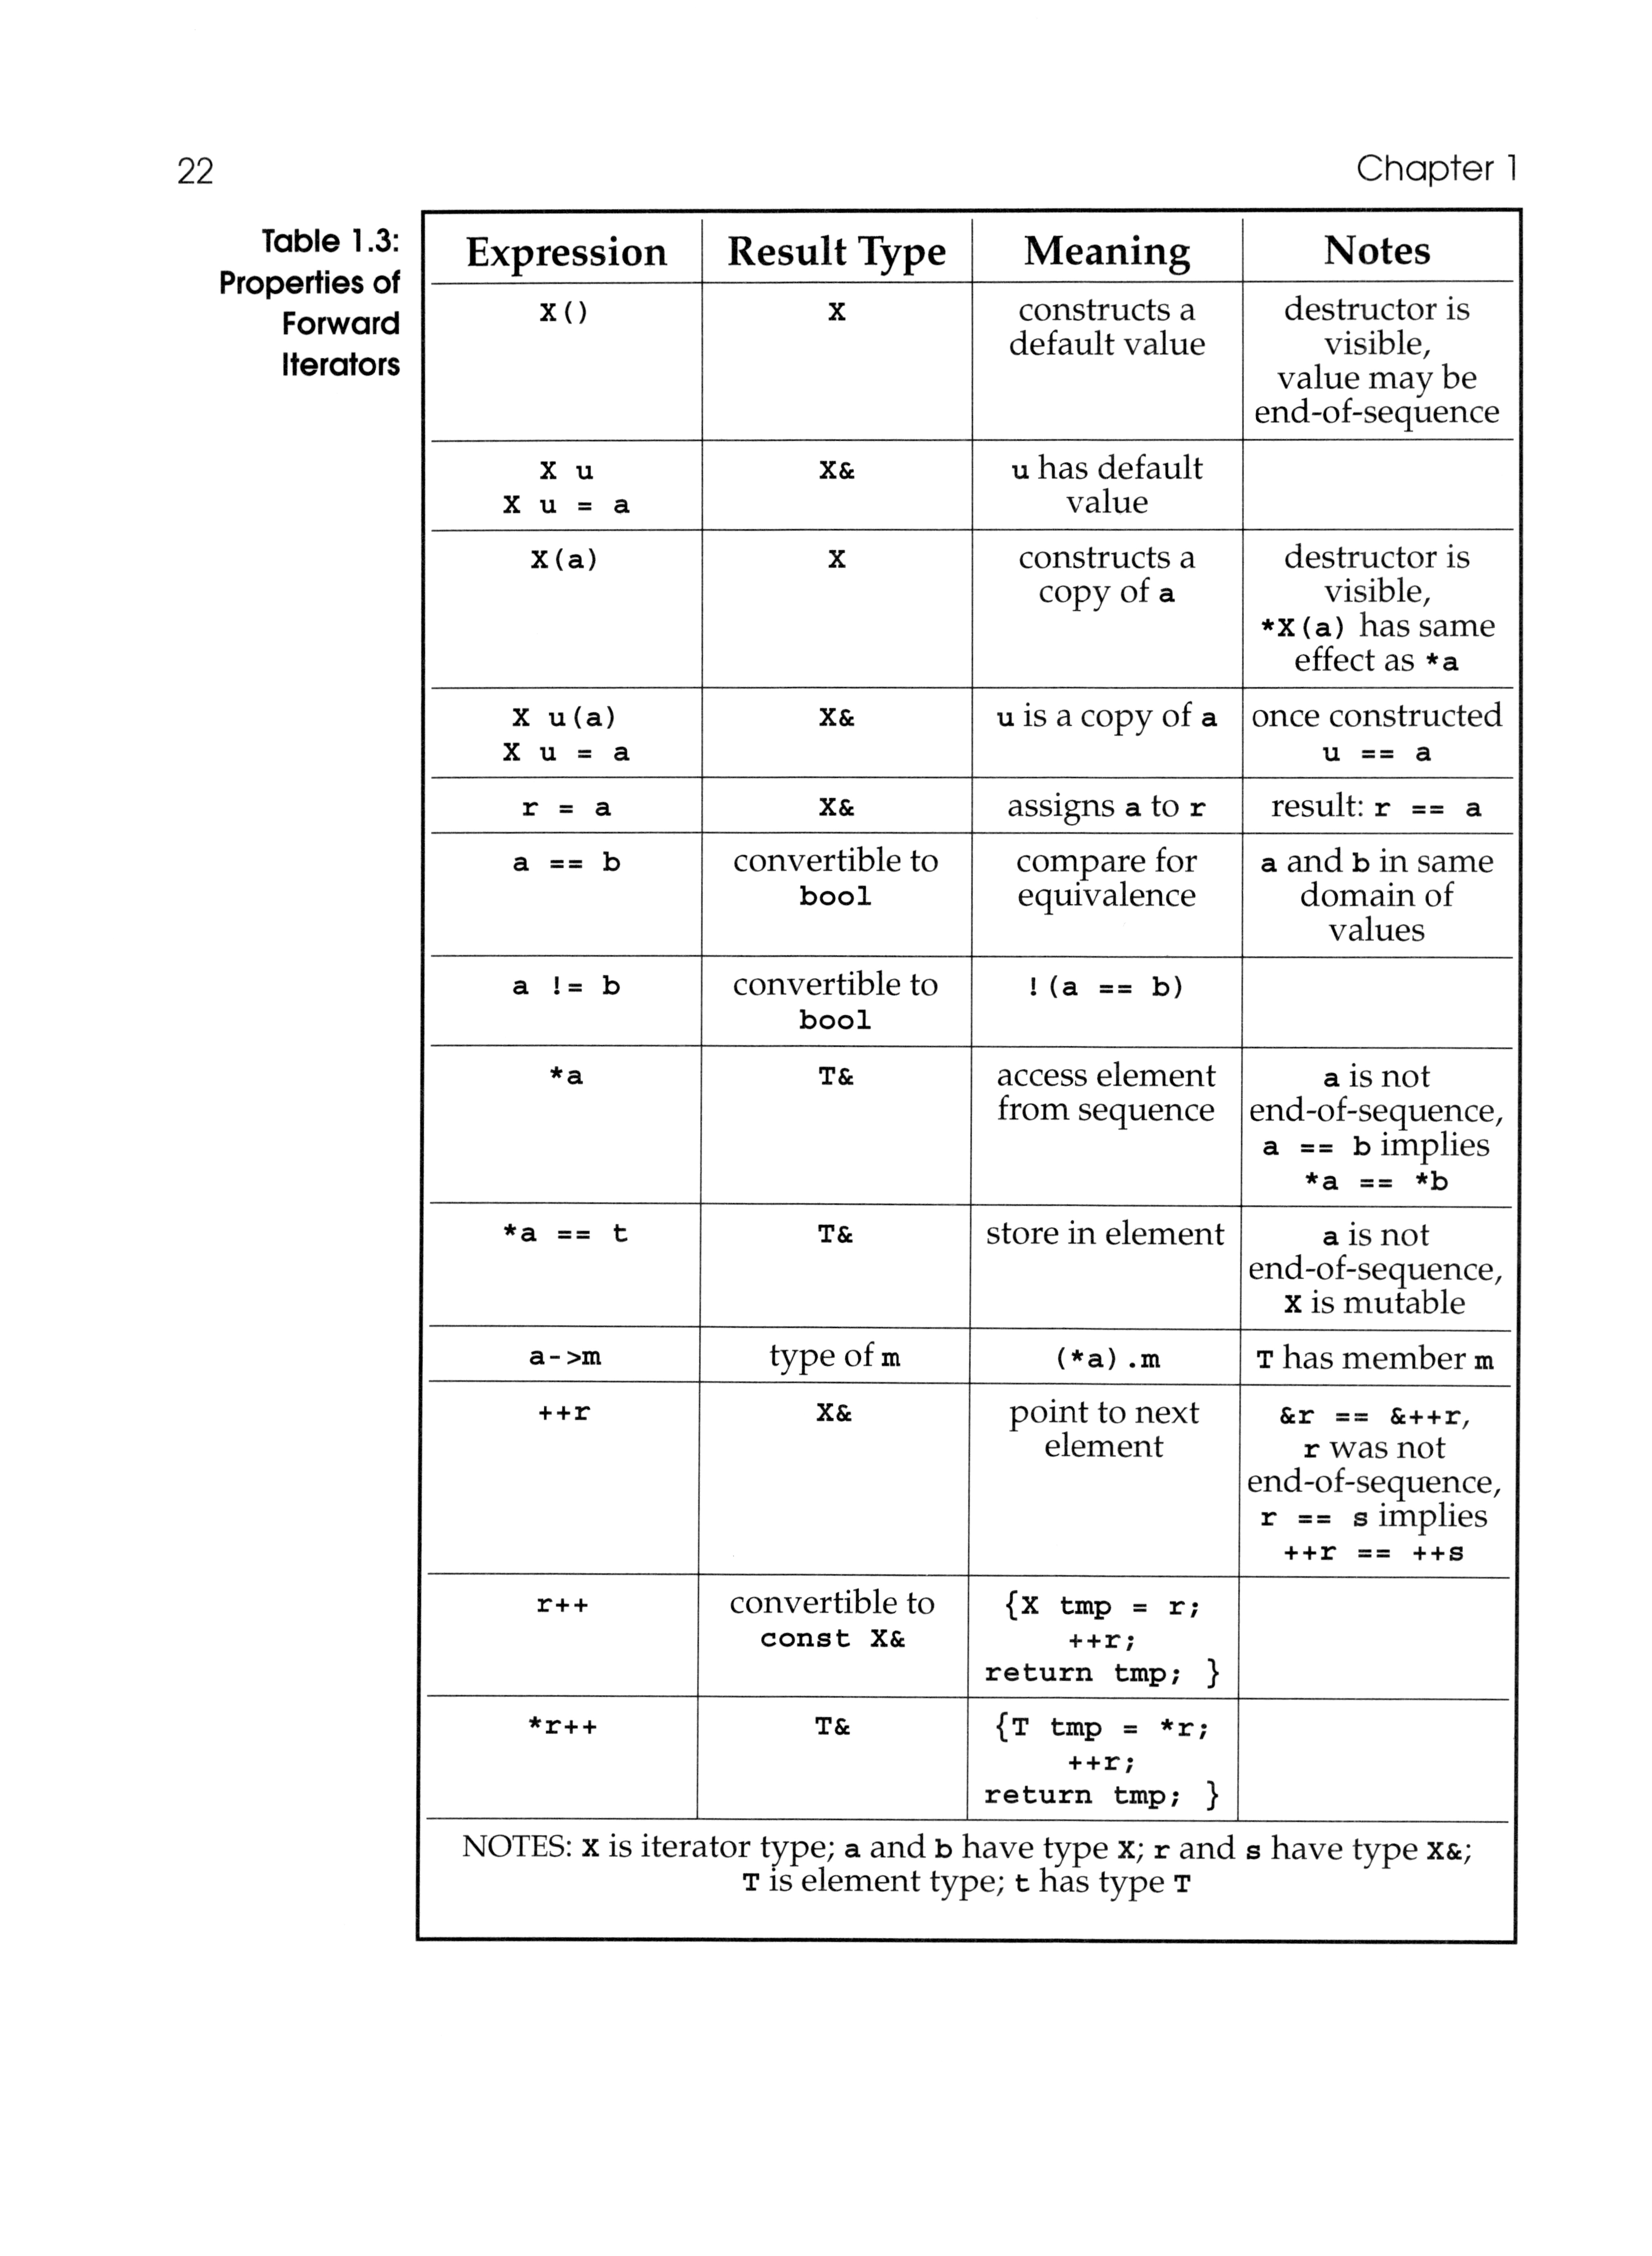 22
Chapter 1
Table 1.3:
Properties of
Forward
Iterators
Expression Result Type Meaning Notes
X() X constructs a destructor is
default value visible,
value may be
end-of-sequence
X u X& u has default
X u = a value
X(a) X constructs a destructor is
copy of a visible,
*X(a) has same
effect as *a
X u(a) X& u is a copy of a once constructed
X u = a u == a
r = a X& assigns a to r result: r == a
a == b convertible to compare for a and b in same
bool equivalence domain of
values
a != b convertible to !(a == b)
bool
*a T& access element a is not
from sequence end-of-sequence,
a == b implies
*a == *b
*a == t T& store in element a is not
end-of-sequence,
X is mutable
a->m type of m (*a).m T has member m
++r X& point to next &r == &++r,
element r was not
end-of-sequence,
r == s implies
++r == ++s
r++ convertible to {X tmp = r;
const X& ++r;
return tmp; }
*r++ T& {T tmp = *r;
++r;
return tmp; }
NOTES: X is iterator type; a and b have type X; r and s have type X&;
T is element type; t has type T